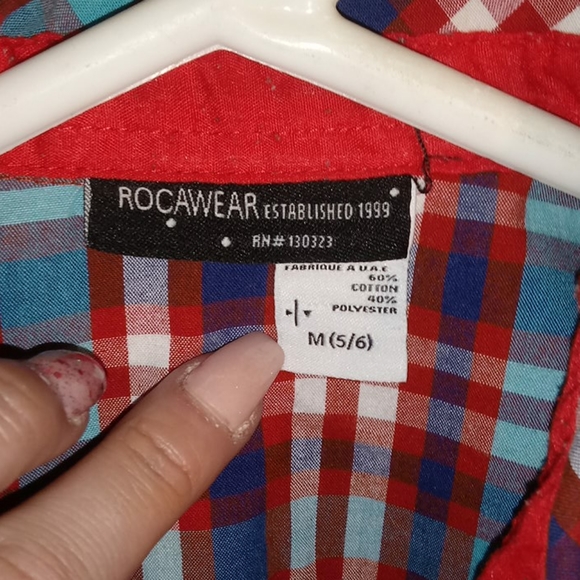 ROCAWEAR ESTABLISHED 1999
RN# 130323
FABRIQUE A U.A.E
60%
COTTON
40%
POLYESTER
M (5/6)